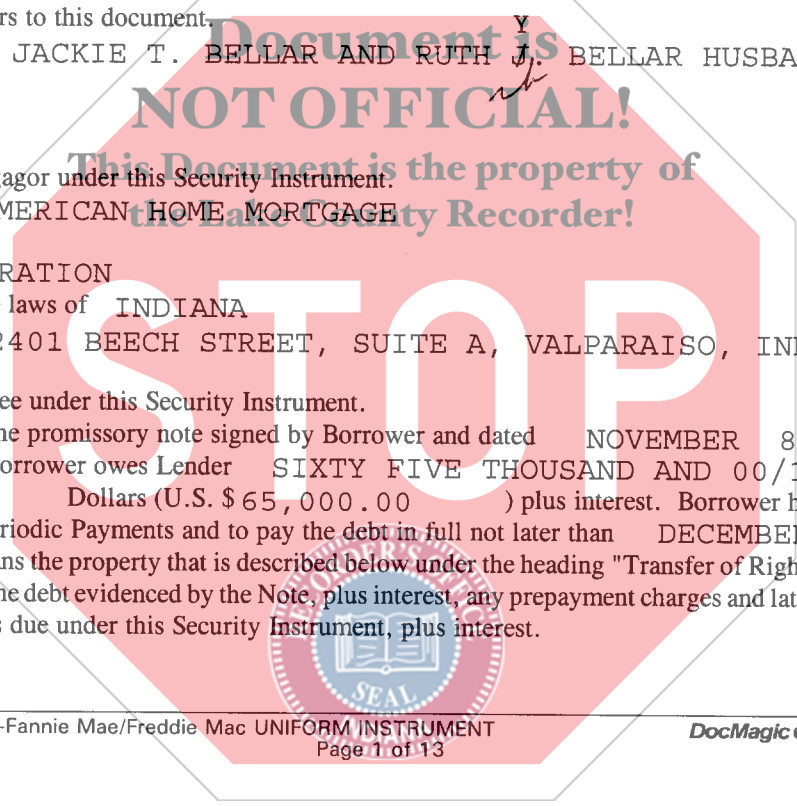 rs to this document.
Y
JACKIE T. BELLAR AND RUTH J. BELLAR HUSBA
Document is
NOT OFFICIAL!
This Document is the property of
the Lake County Recorder!
gagor under this Security Instrument.
MERICAN HOME MORTGAGE
RATION
laws of INDIANA
2401 BEECH STREET, SUITE A, VALPARAISO, IN
STOP
ee under this Security Instrument.
he promissory note signed by Borrower and dated NOVEMBER 8
orrower owes Lender SIXTY FIVE THOUSAND AND 00/1
Dollars (U.S. $ 65,000.00 ) plus interest. Borrower h
riodic Payments and to pay the debt in full not later than DECEMBER
ns the property that is described below under the heading "Transfer of Righ
he debt evidenced by the Note, plus interest, any prepayment charges and lat
s due under this Security Instrument, plus interest.
RECORDER'S OFFICE
SEAL
INDIANA
-Fannie Mae/Freddie Mac UNIFORM INSTRUMENT
Page 1 of 13
DocMagic